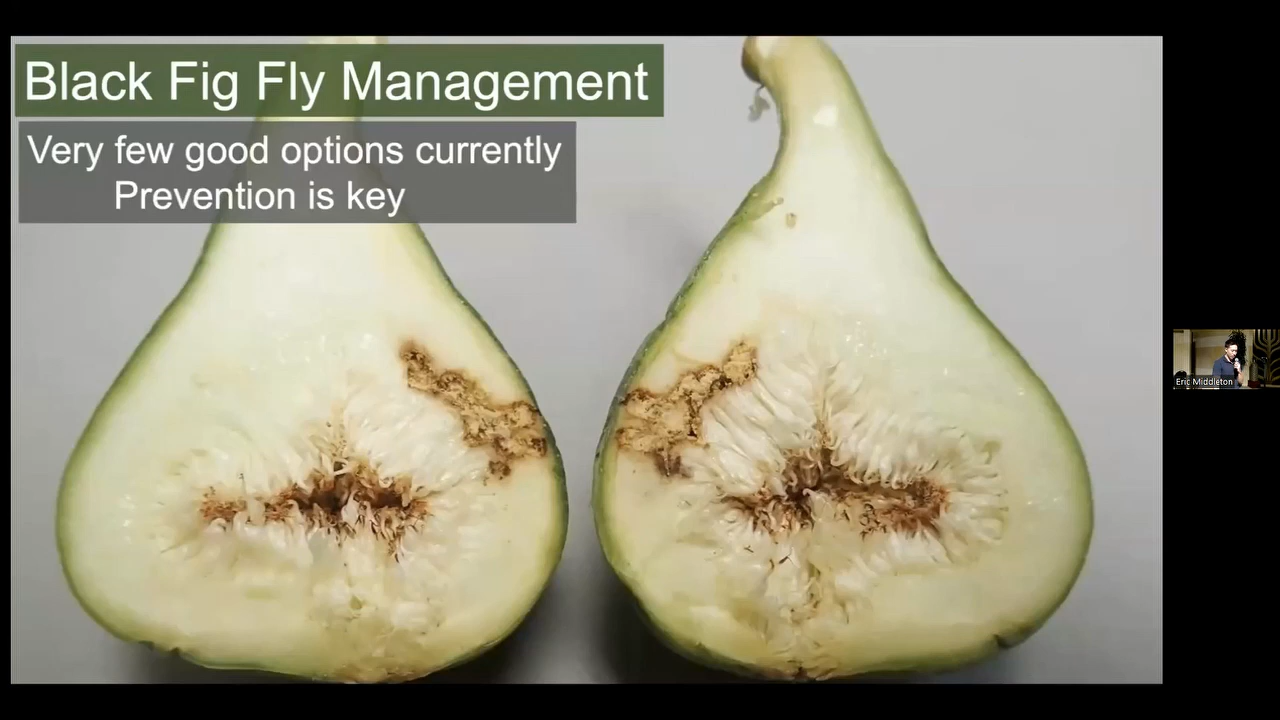 Black Fig Fly Management
Very few good options currently
Prevention is key
Eric Middleton